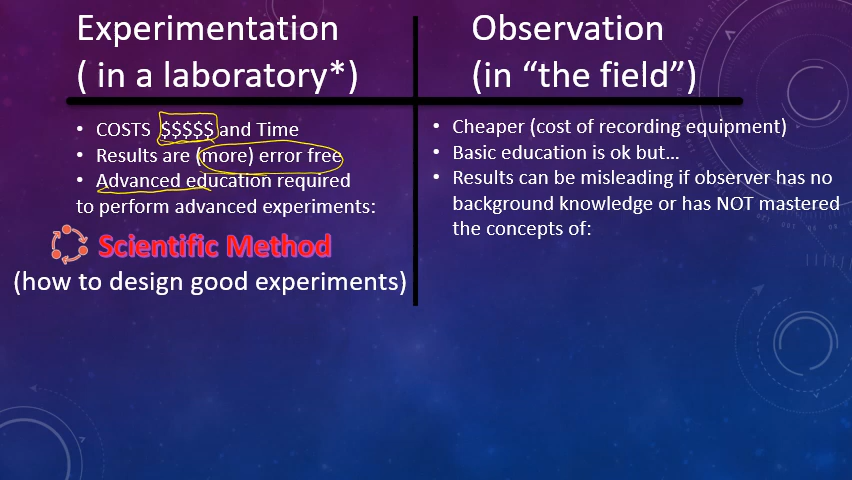 Experimentation
( in a laboratory*)
• COSTS $$$$$ and Time
• Results are (more) error free
• Advanced education required
to perform advanced experiments:
Scientific Method
(how to design good experiments)
Observation
(in “the field”)
• Cheaper (cost of recording equipment)
• Basic education is ok but...
• Results can be misleading if observer has no
background knowledge or has NOT mastered
the concepts of: